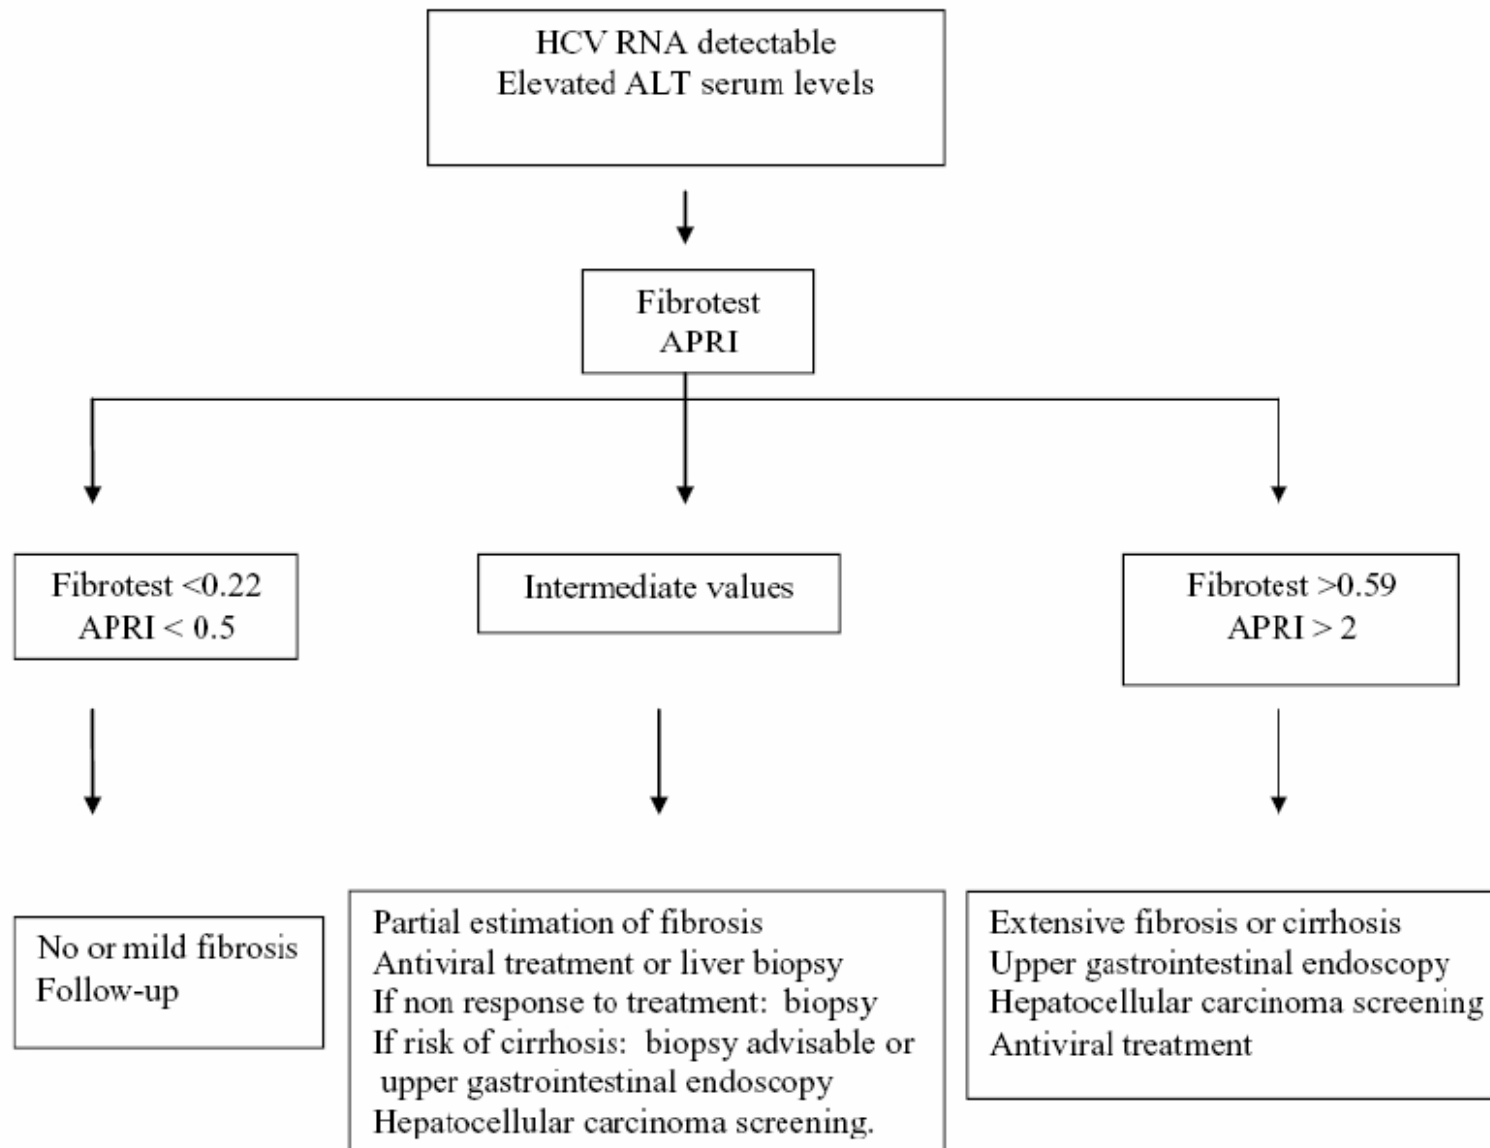 HCV RNA detectable
Elevated ALT serum levels
Fibrotest
APRI
Fibrotest <0.22
APRI < 0.5
Intermediate values
Fibrotest >0.59
APRI > 2
No or mild fibrosis
Follow-up
Partial estimation of fibrosis
Antiviral treatment or liver biopsy
If non response to treatment: biopsy
If risk of cirrhosis: biopsy advisable or
upper gastrointestinal endoscopy
Hepatocellular carcinoma screening.
Extensive fibrosis or cirrhosis
Upper gastrointestinal endoscopy
Hepatocellular carcinoma screening
Antiviral treatment